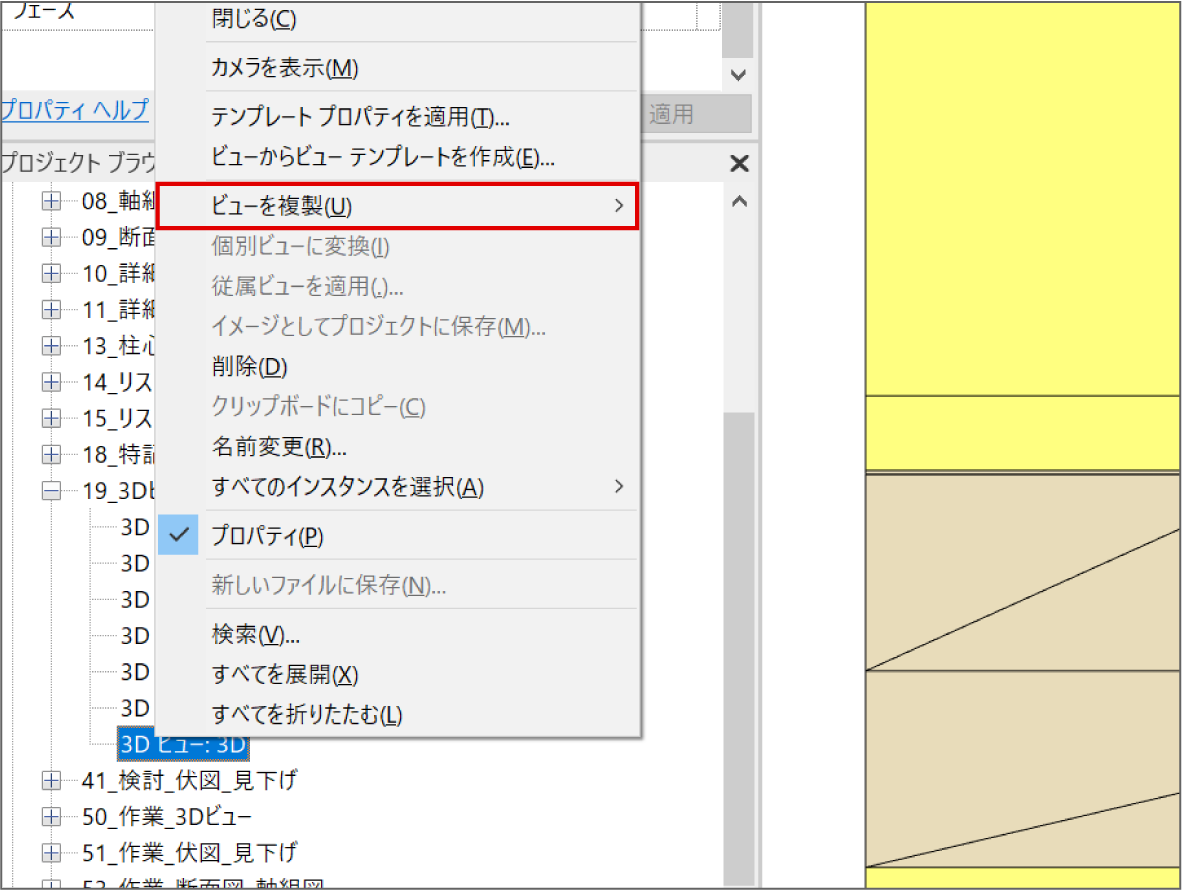 フェーズ
閉じる(C)
カメラを表示(M)
プロパティ ヘルプ
テンプレート プロパティを適用(T)...
適用
ビューからビュー テンプレートを作成(E)...
プロジェクト ブラウ
08_軸組
ビューを複製(U)
09_断面
個別ビューに変換(I)
10_詳細
従属ビューを適用(.)...
11_詳細
イメージとしてプロジェクトに保存(M)...
13_柱心
削除(D)
14_リス
クリップボードにコピー(C)
15_リス
名前変更(R)...
18_特記
すべてのインスタンスを選択(A)
19_3Dビ
3D
プロパティ(P)
3D
新しいファイルに保存(N)...
3D
検索(V)...
3D
すべてを展開(X)
3D
すべてを折りたたむ(L)
3D
3D ビュー: 3D
41_検討_伏図_見下げ
50_作業_3Dビュー
51_作業_伏図_見下げ
53_作業_断面図_軸組図